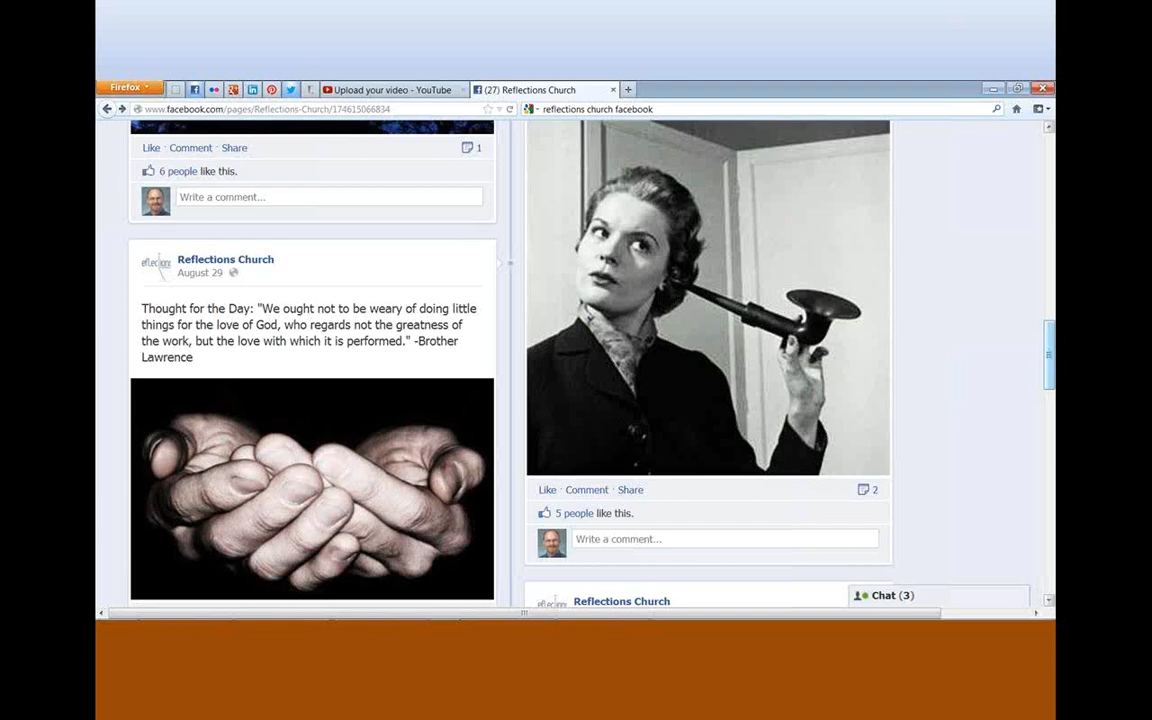 Firefox
Upload your video - YouTube
(27) Reflections Church
www.facebook.com/pages/Reflections-Church/174615066834
reflections church facebook
Like · Comment · Share
1
6 people like this.
Write a comment...
Reflections Church
August 29
Thought for the Day: "We ought not to be weary of doing little
things for the love of God, who regards not the greatness of
the work, but the love with which it is performed." -Brother
Lawrence
Like · Comment · Share
2
5 people like this.
Write a comment...
Reflections Church
Chat (3)